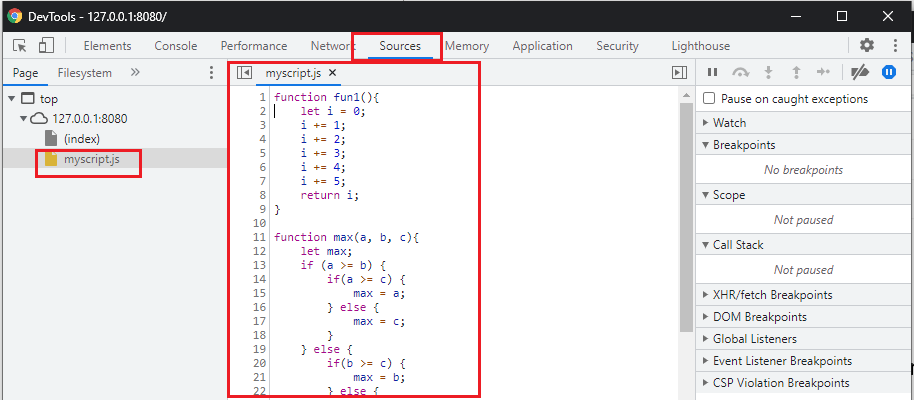 DevTools - 127.0.0.1:8080/
Elements Console Performance Network Sources Memory Application Security Lighthouse
Page Filesystem »
top
127.0.0.1:8080
(index)
myscript.js
myscript.js ×
1 function fun1(){
2 let i = 0;
3 i += 1;
4 i += 2;
5 i += 3;
6 i += 4;
7 i += 5;
8 return i;
9 }
10
11 function max(a, b, c){
12 let max;
13 if (a >= b) {
14 if(a >= c) {
15 max = a;
16 } else {
17 max = c;
18 }
19 } else {
20 if(b >= c) {
21 max = b;
22 } else {
Pause on caught exceptions
Watch
Breakpoints
No breakpoints
Scope
Not paused
Call Stack
Not paused
XHR/fetch Breakpoints
DOM Breakpoints
Global Listeners
Event Listener Breakpoints
CSP Violation Breakpoints